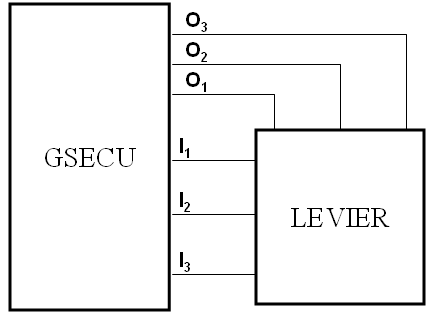 O3
O2
O1
GSECU
I1
I2
LEVIER
I3